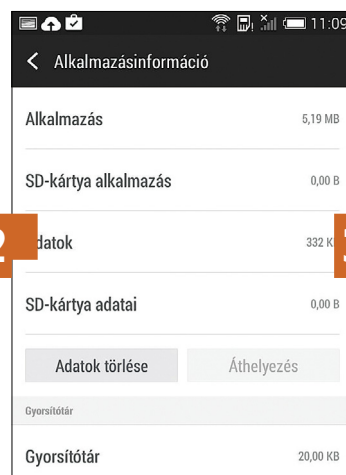 11:09
Alkalmazásinformáció
Alkalmazás 5,19 MB
SD-kártya alkalmazás 0,00 B
datok 332 K
SD-kártya adatai 0,00 B
Adatok törlése Áthelyezés
Gyorsítótár
Gyorsítótár 20,00 KB